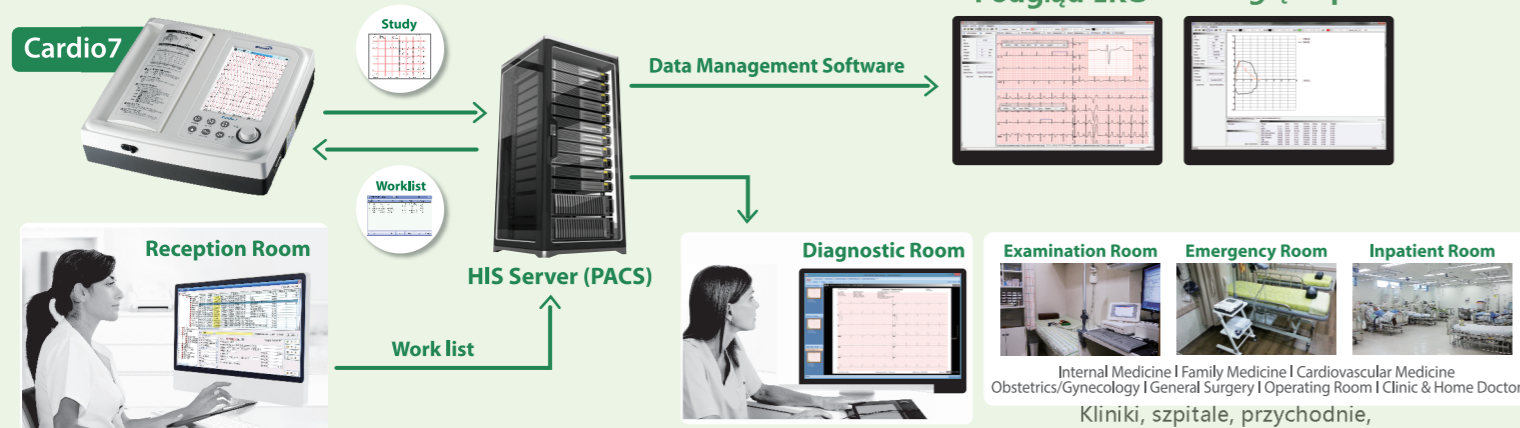 Podgląd EKG
Cardio7
Study
Data Management Software
Worklist
Reception Room
HIS Server (PACS)
Work list
Diagnostic Room
Examination Room
Emergency Room
Inpatient Room
Internal Medicine I Family Medicine I Cardiovascular Medicine
Obstetrics/Gynecology I General Surgery I Operating Room I Clinic & Home Doctor
Kliniki, szpitale, przychodnie,